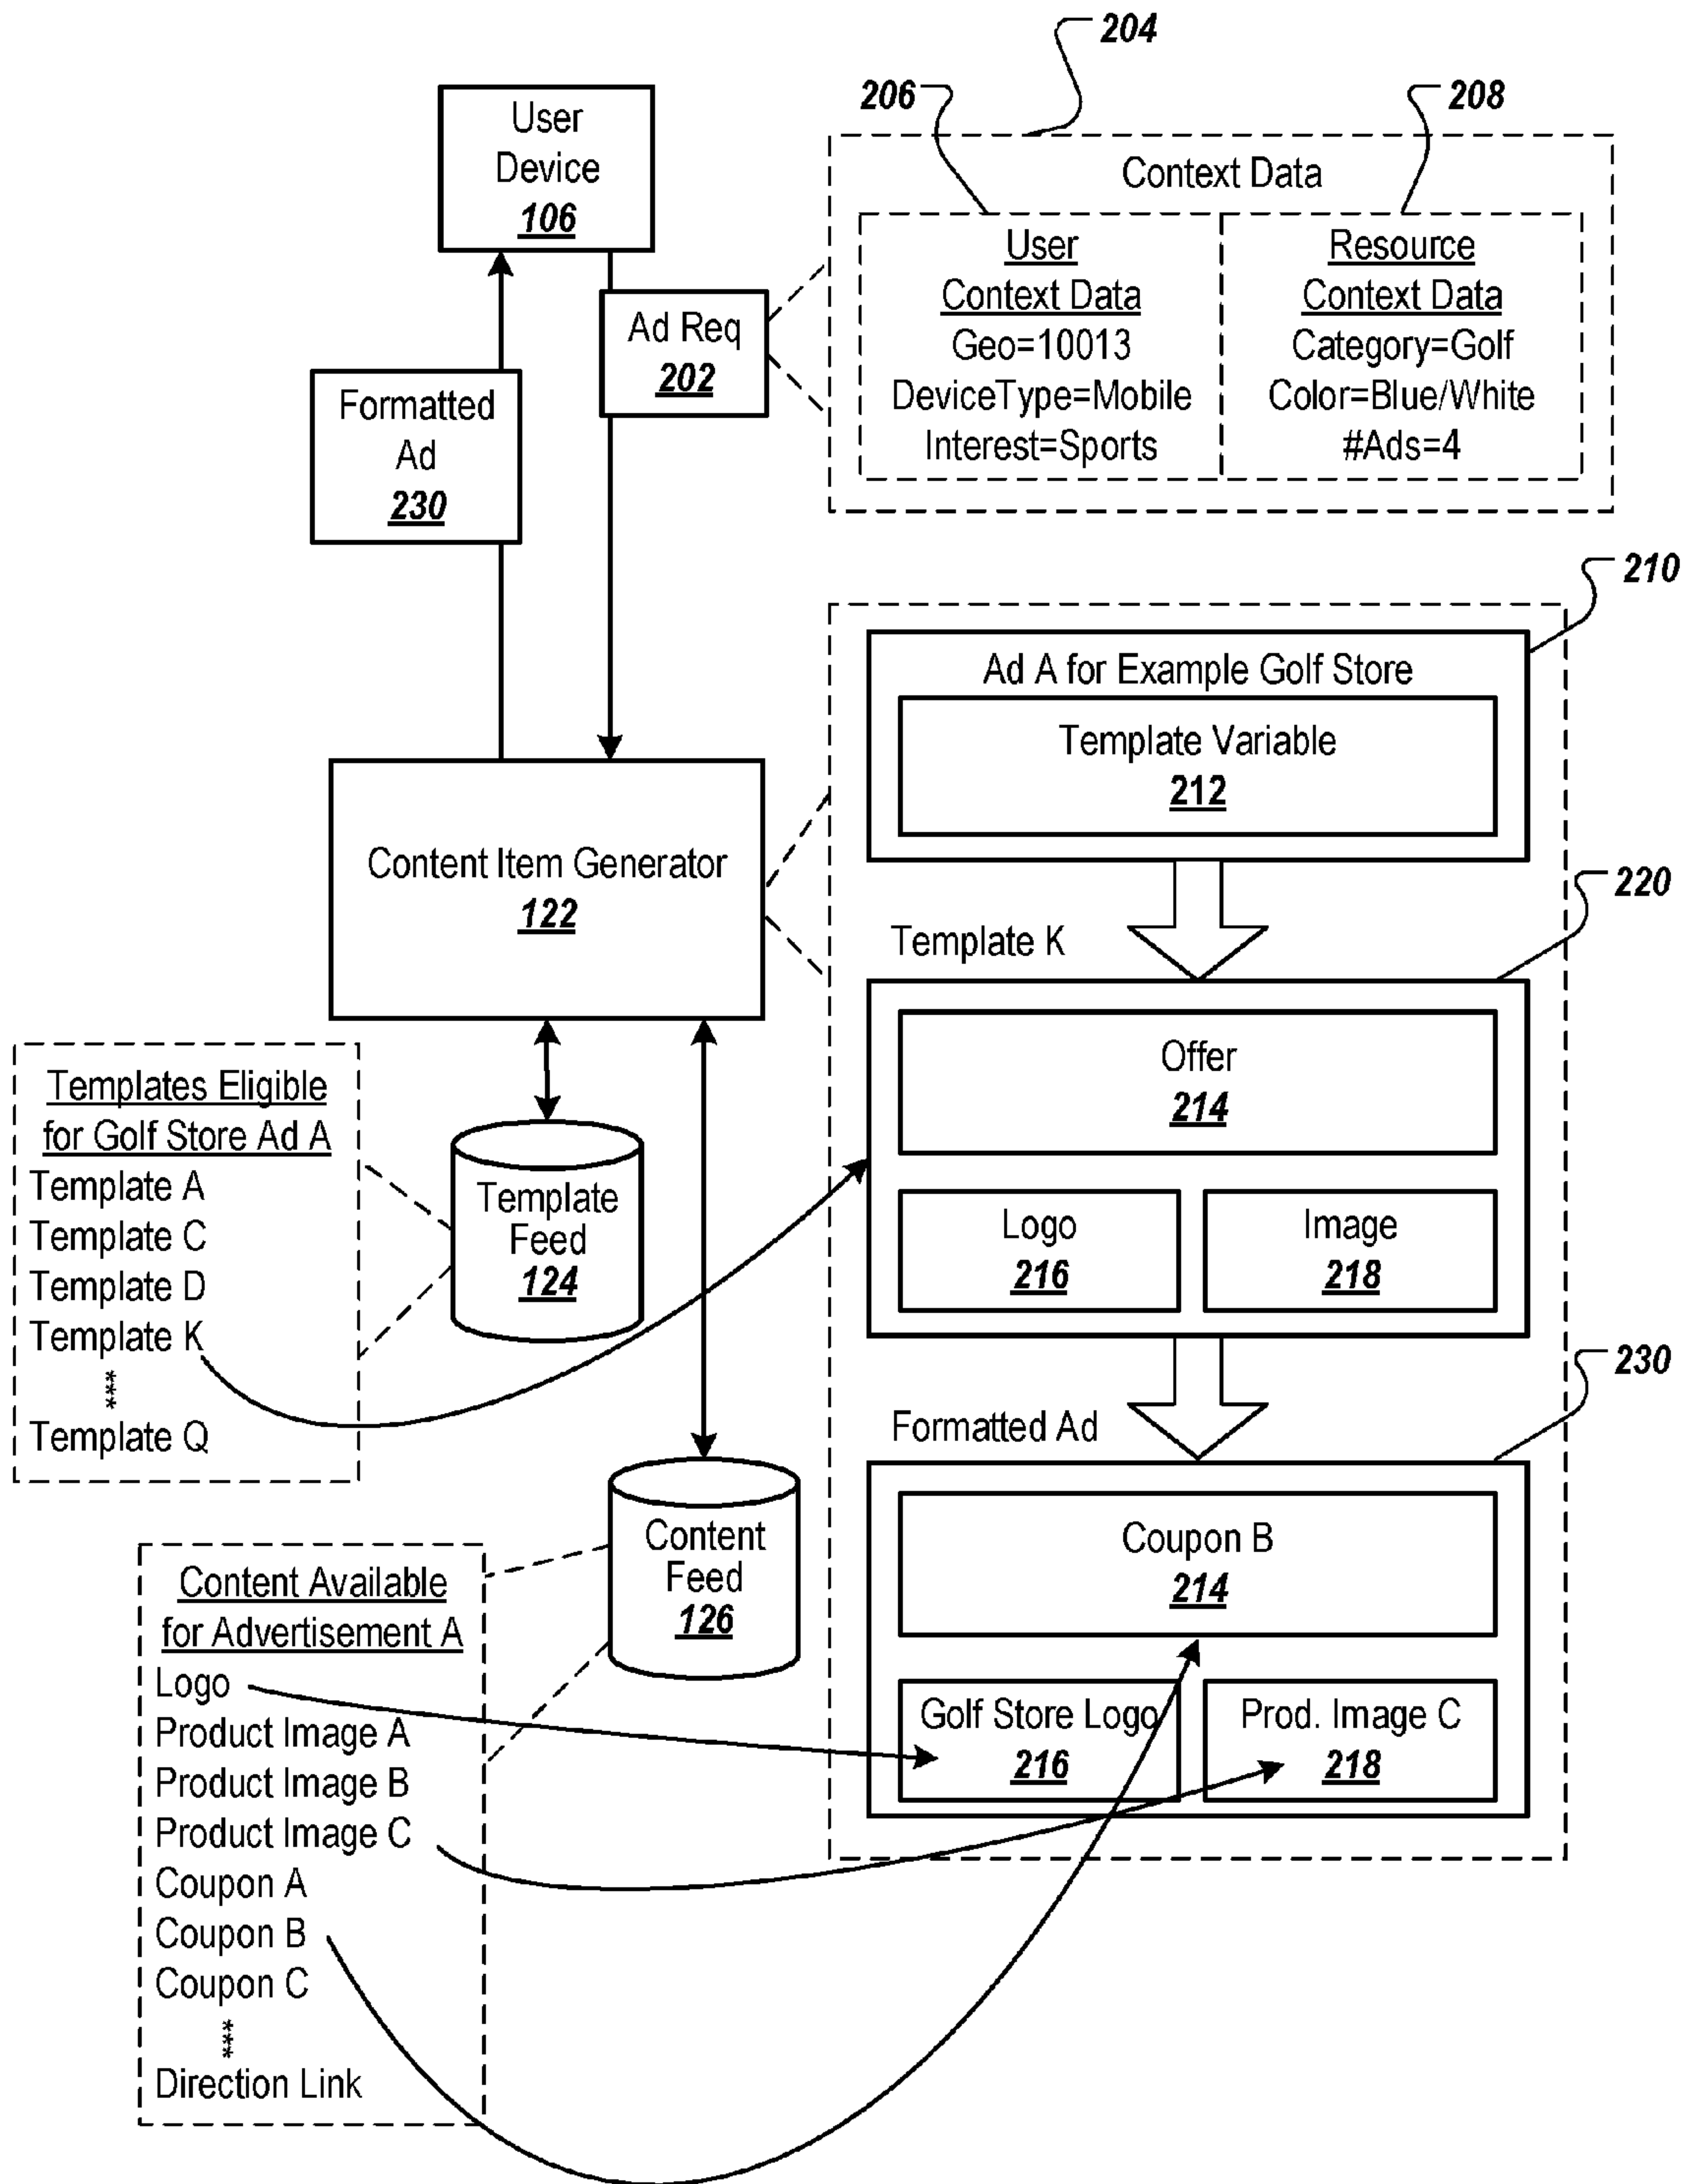 204
206
208
User
Device
106
Context Data
User
Context Data
Geo=10013
DeviceType=Mobile
Interest=Sports
Resource
Context Data
Category=Golf
Color=Blue/White
#Ads=4
Ad Req
202
Formatted
Ad
230
210
Ad A for Example Golf Store
Template Variable
212
Content Item Generator
122
220
Template K
Offer
214
Logo
216
Image
218
Templates Eligible
for Golf Store Ad A
Template A
Template C
Template D
Template K
***
Template Q
Template
Feed
124
230
Formatted Ad
Coupon B
214
Golf Store Logo
216
Prod. Image C
218
Content
Feed
126
Content Available
for Advertisement A
Logo
Product Image A
Product Image B
Product Image C
Coupon A
Coupon B
Coupon C
***
Direction Link